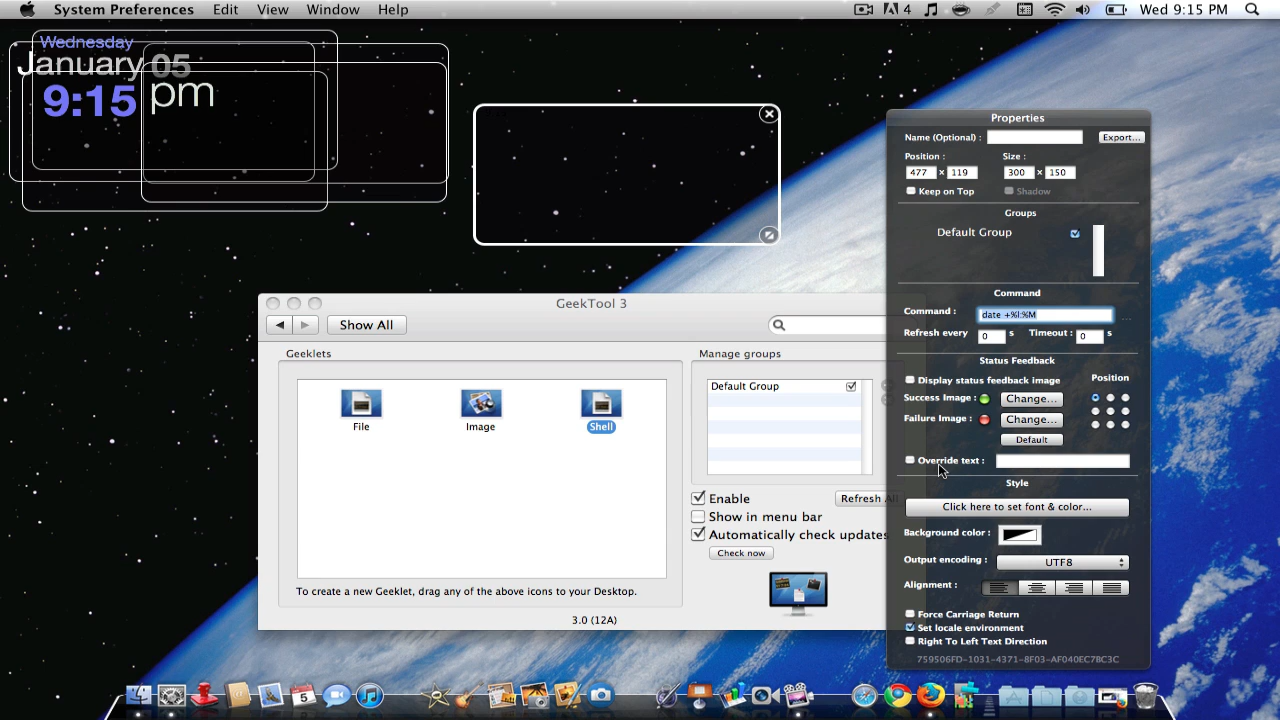 System Preferences Edit View Window Help 4 Wed 9:15 PM
Wednesday
January 05
9:15 pm
Properties
Name (Optional) : Export...
Position : Size :
477 × 119 300 × 150
Keep on Top Shadow
Groups
Default Group
Command
Command : date +%l:%M ...
Refresh every 0 s Timeout : 0 s
Status Feedback
Display status feedback image Position
Success Image : Change...
Failure Image : Change...
Default
Override text :
Style
Click here to set font & color...
Background color :
Output encoding : UTF8
Alignment :
Force Carriage Return
Set locale environment
Right To Left Text Direction
759506FD-1031-4371-8F03-AF040EC7BC3C
GeekTool 3
Show All
Geeklets
File Image Shell
To create a new Geeklet, drag any of the above icons to your Desktop.
Manage groups
Default Group
Enable Refresh All
Show in menu bar
Automatically check updates
Check now
3.0 (12A)
5